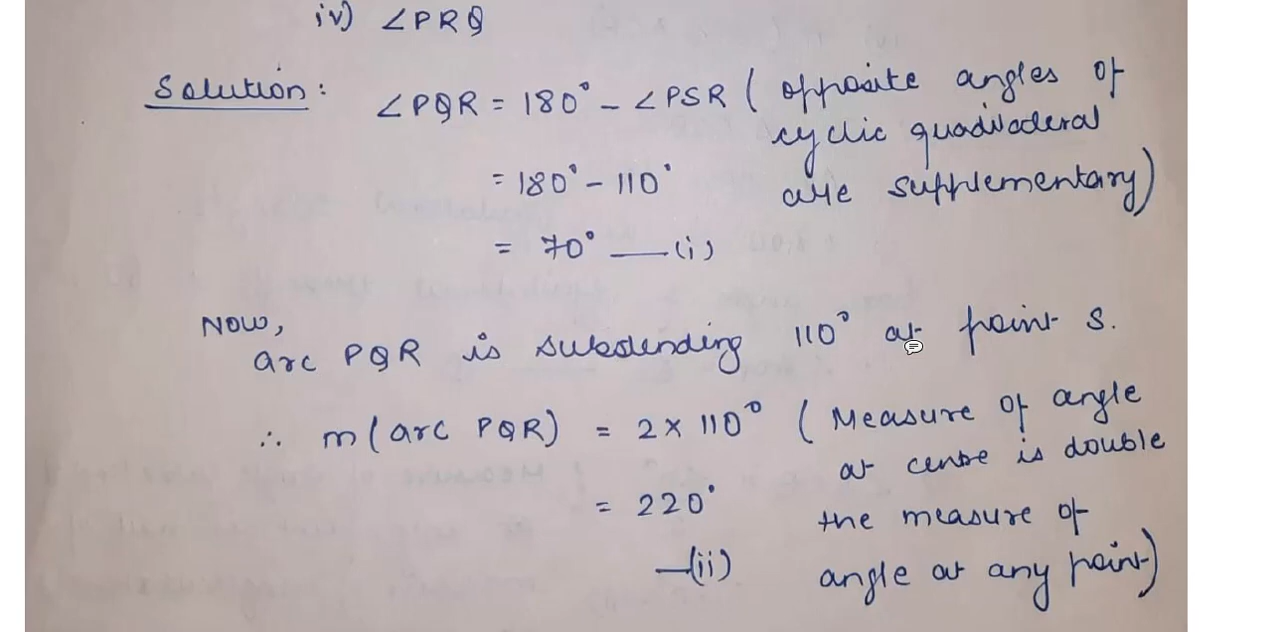 iv) ∠PRQ
Solution: ∠PQR = 180° - ∠PSR ( opposite angles of
cyclic quadilateral
= 180° - 110° are supplementary)
= 70° —(i)
Now,
arc PQR is subtending 110° at point S.
∴ m(arc PQR) = 2 x 110° ( Measure of angle
at centre is double
= 220° the measure of
—(ii) angle at any point)